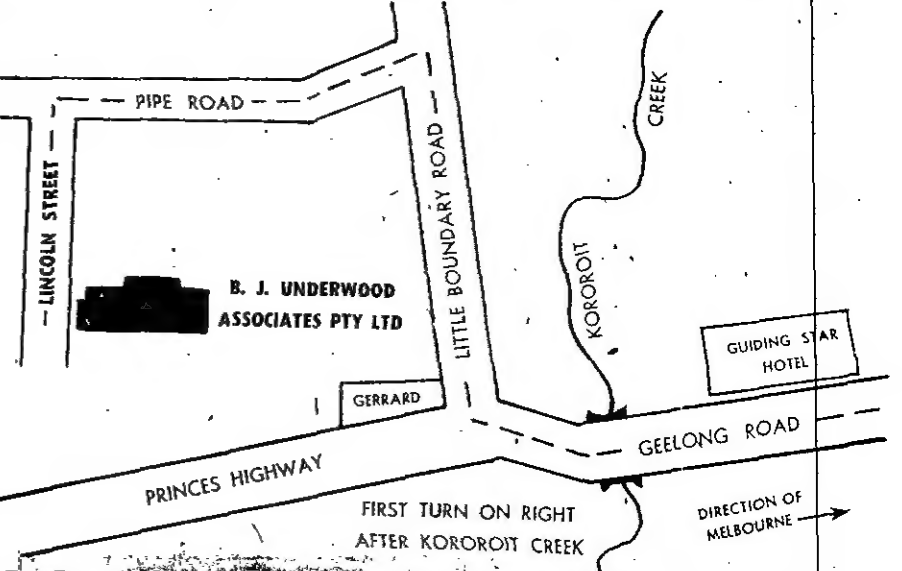 PIPE ROAD
CREEK
LINCOLN STREET
LITTLE BOUNDARY ROAD
KOROROIT
B. J. UNDERWOOD
ASSOCIATES PTY LTD
GUIDING STAR
HOTEL
GERRARD
GEELONG ROAD
PRINCES HIGHWAY
FIRST TURN ON RIGHT
AFTER KOROROIT CREEK
DIRECTION OF
MELBOURNE